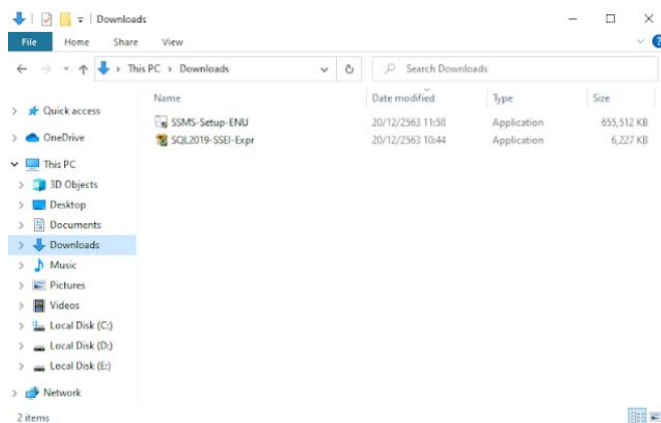 Downloads
File Home Share View
This PC > Downloads
Search Downloads
Name Date modified Type Size
SSMS-Setup-ENU 20/12/2563 11:58 Application 655,512 KB
SQL2019-SSEI-Expr 20/12/2563 10:44 Application 6,227 KB
Quick access
OneDrive
This PC
3D Objects
Desktop
Documents
Downloads
Music
Pictures
Videos
Local Disk (C:)
Local Disk (D:)
Local Disk (E:)
Network
2 items